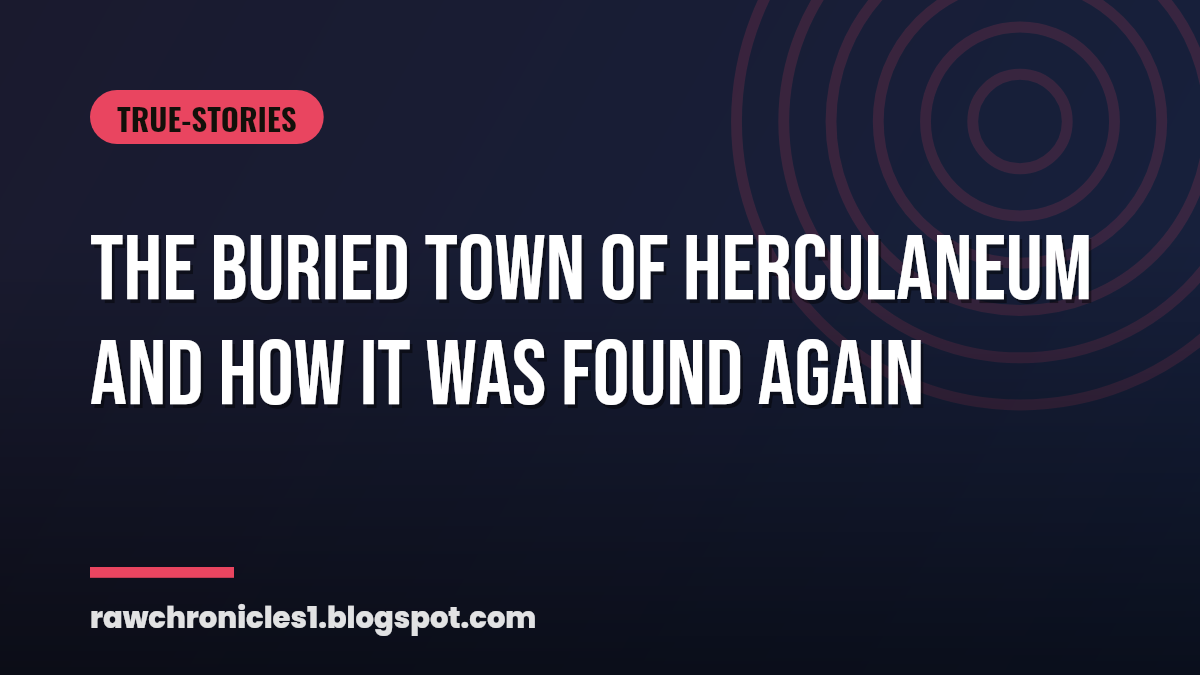 TRUE-STORIES
THE BURIED TOWN OF HERCULANEUM
AND HOW IT WAS FOUND AGAIN
rawchronicles1.blogspot.com